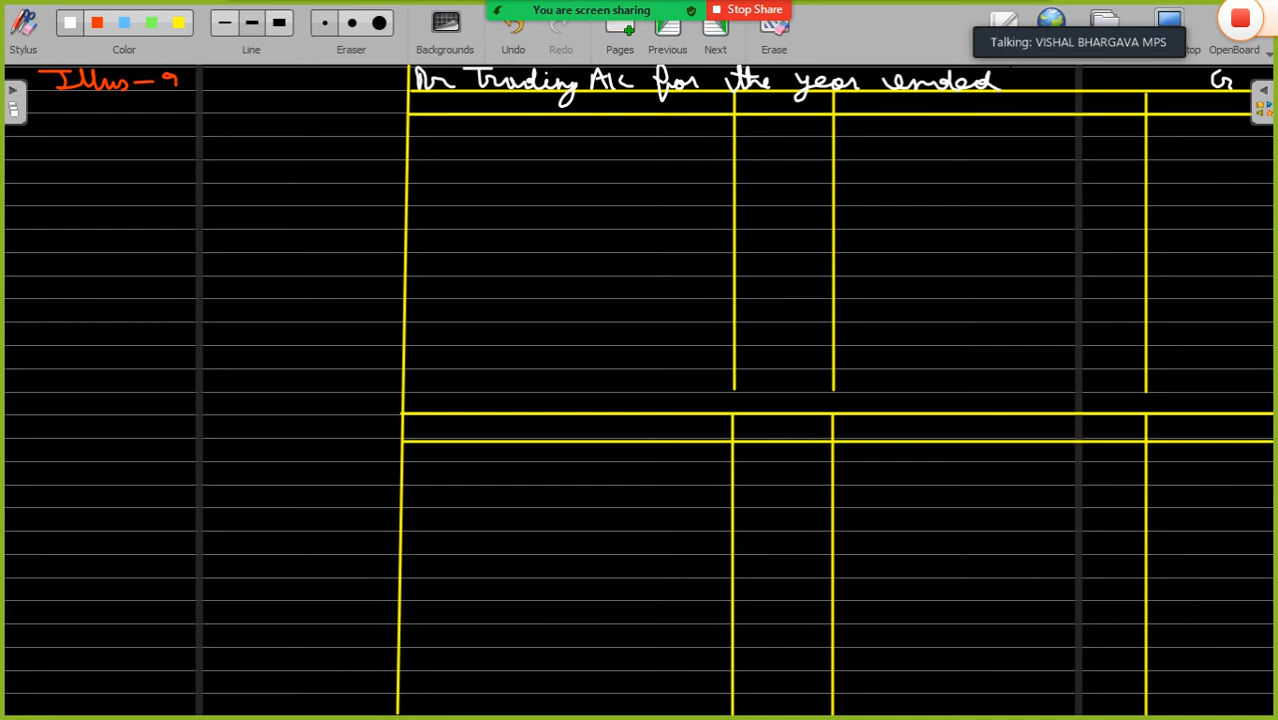 You are screen sharing
Stop Share
Stylus
Color
Line
Eraser
Backgrounds
Undo
Redo
Pages
Previous
Next
Erase
OpenBoard
Talking: VISHAL BHARGAVA MPS
Illus - 9
Dr Trading A/c for the year ended
Cr